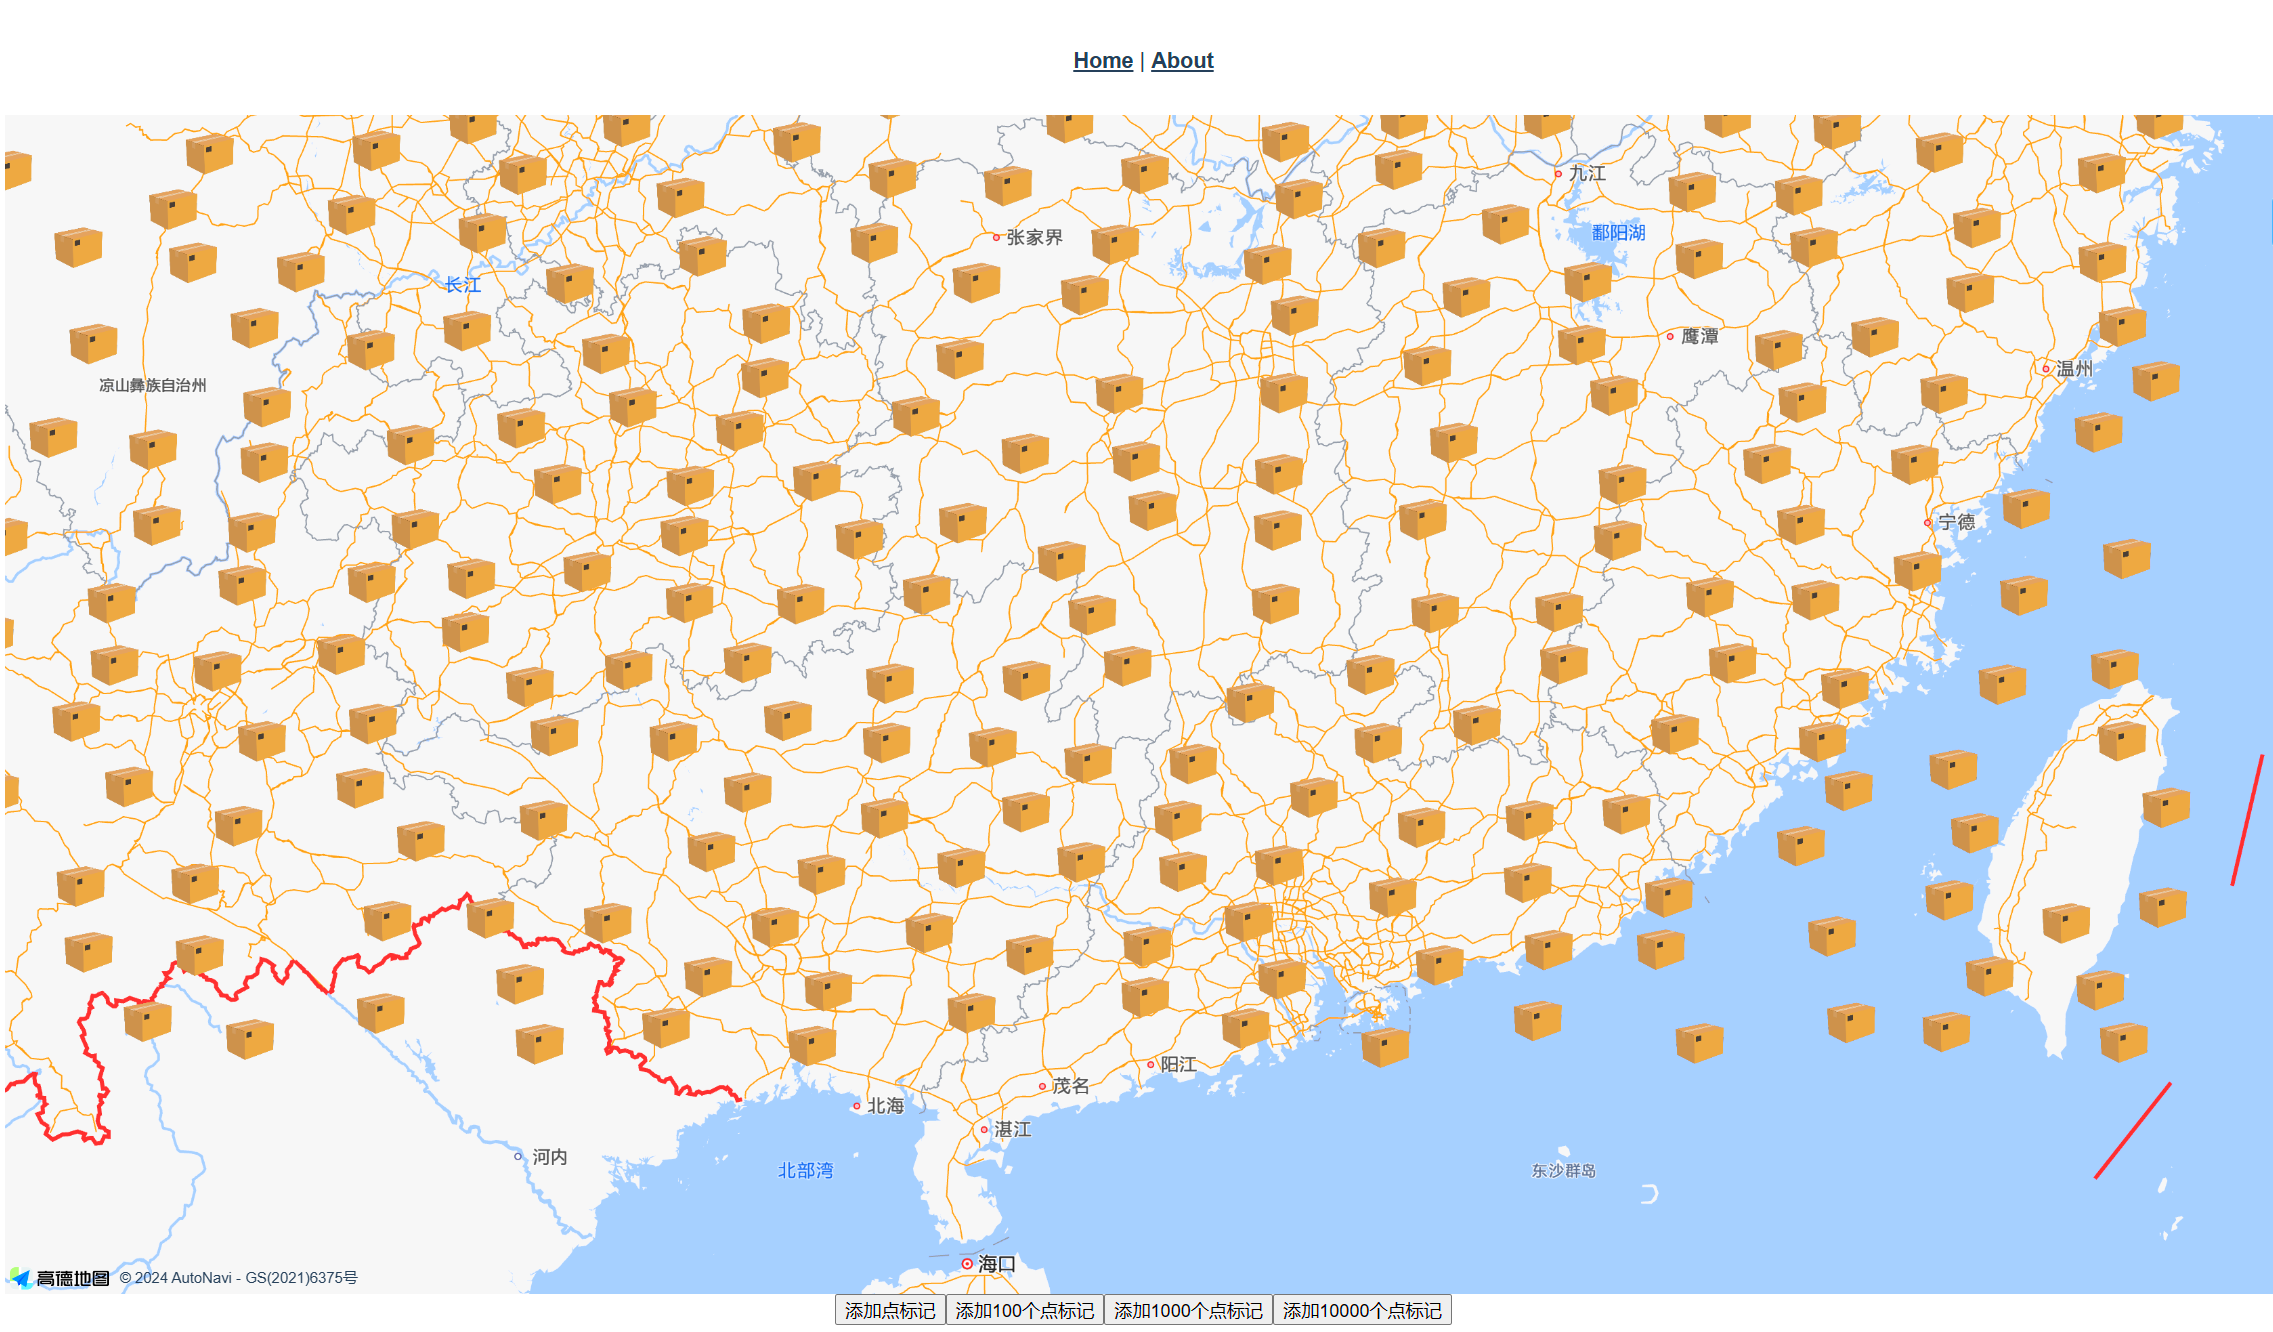 Home | About
九江
鄱阳湖
张家界
长江
鹰潭
温州
凉山彝族自治州
宁德
阳江
茂名
北海
湛江
河内
北部湾
东沙群岛
海口
高德地图 © 2024 AutoNavi - GS(2021)6375号
添加点标记 添加100个点标记 添加1000个点标记 添加10000个点标记